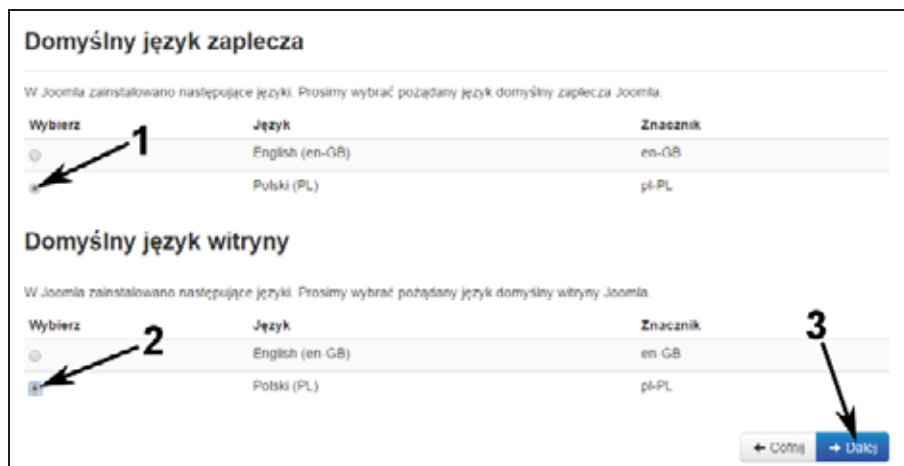 Domyślny język zaplecza
W Joomla zainstalowano następujące języki. Prosimy wybrać pożądany język domyślny zaplecza Joomla.
Wybierz Język Znacznik
1
English (en-GB) en-GB
Polski (PL) pl-PL
Domyślny język witryny
W Joomla zainstalowano następujące języki. Prosimy wybrać pożądany język domyślny witryny Joomla.
Wybierz Język Znacznik
3
2
English (en-GB) en-GB
Polski (PL) pl-PL
← Cofnij → Dalej